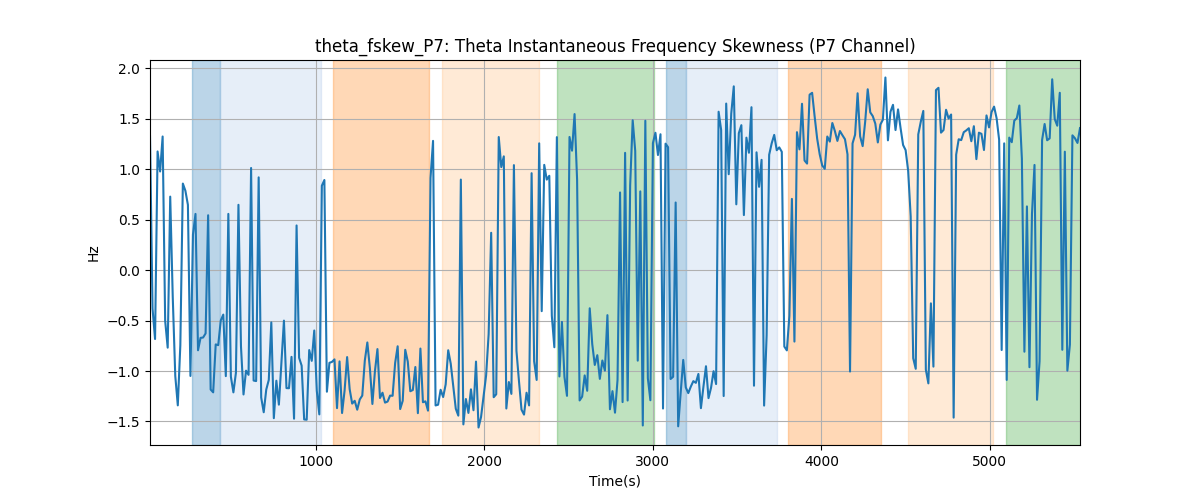 theta_fskew_P7: Theta Instantaneous Frequency Skewness (P7 Channel)
2.0
1.5
1.0
0.5
0.0
−0.5
−1.0
−1.5
Hz
1000 2000 3000 4000 5000
Time(s)